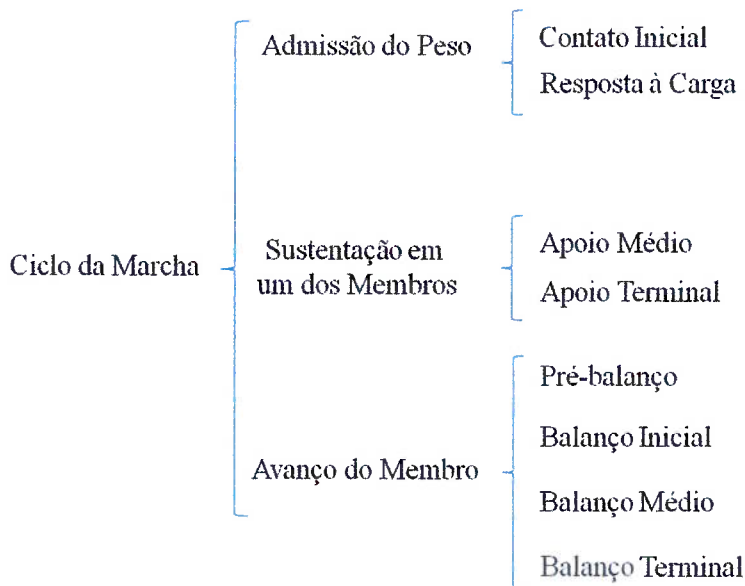 Ciclo da Marcha
Admissão do Peso
Contato Inicial
Resposta à Carga
Sustentação em
um dos Membros
Apoio Médio
Apoio Terminal
Avanço do Membro
Pré-balanço
Balanço Inicial
Balanço Médio
Balanço Terminal